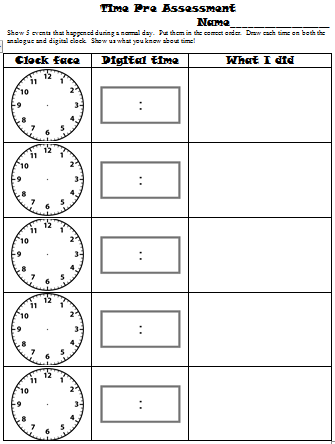 Time Pre Assessment
Name
Show 5 events that happened during a normal day. Put them in the correct order. Draw each time on both the
analogue and digital clock. Show us what you know about time!
Clock face Digital time What I did
12 1 2 3 4 5 6 7 8 9 10 11
:
12 1 2 3 4 5 6 7 8 9 10 11
:
12 1 2 3 4 5 6 7 8 9 10 11
:
12 1 2 3 4 5 6 7 8 9 10 11
:
12 1 2 3 4 5 6 7 8 9 10 11
: